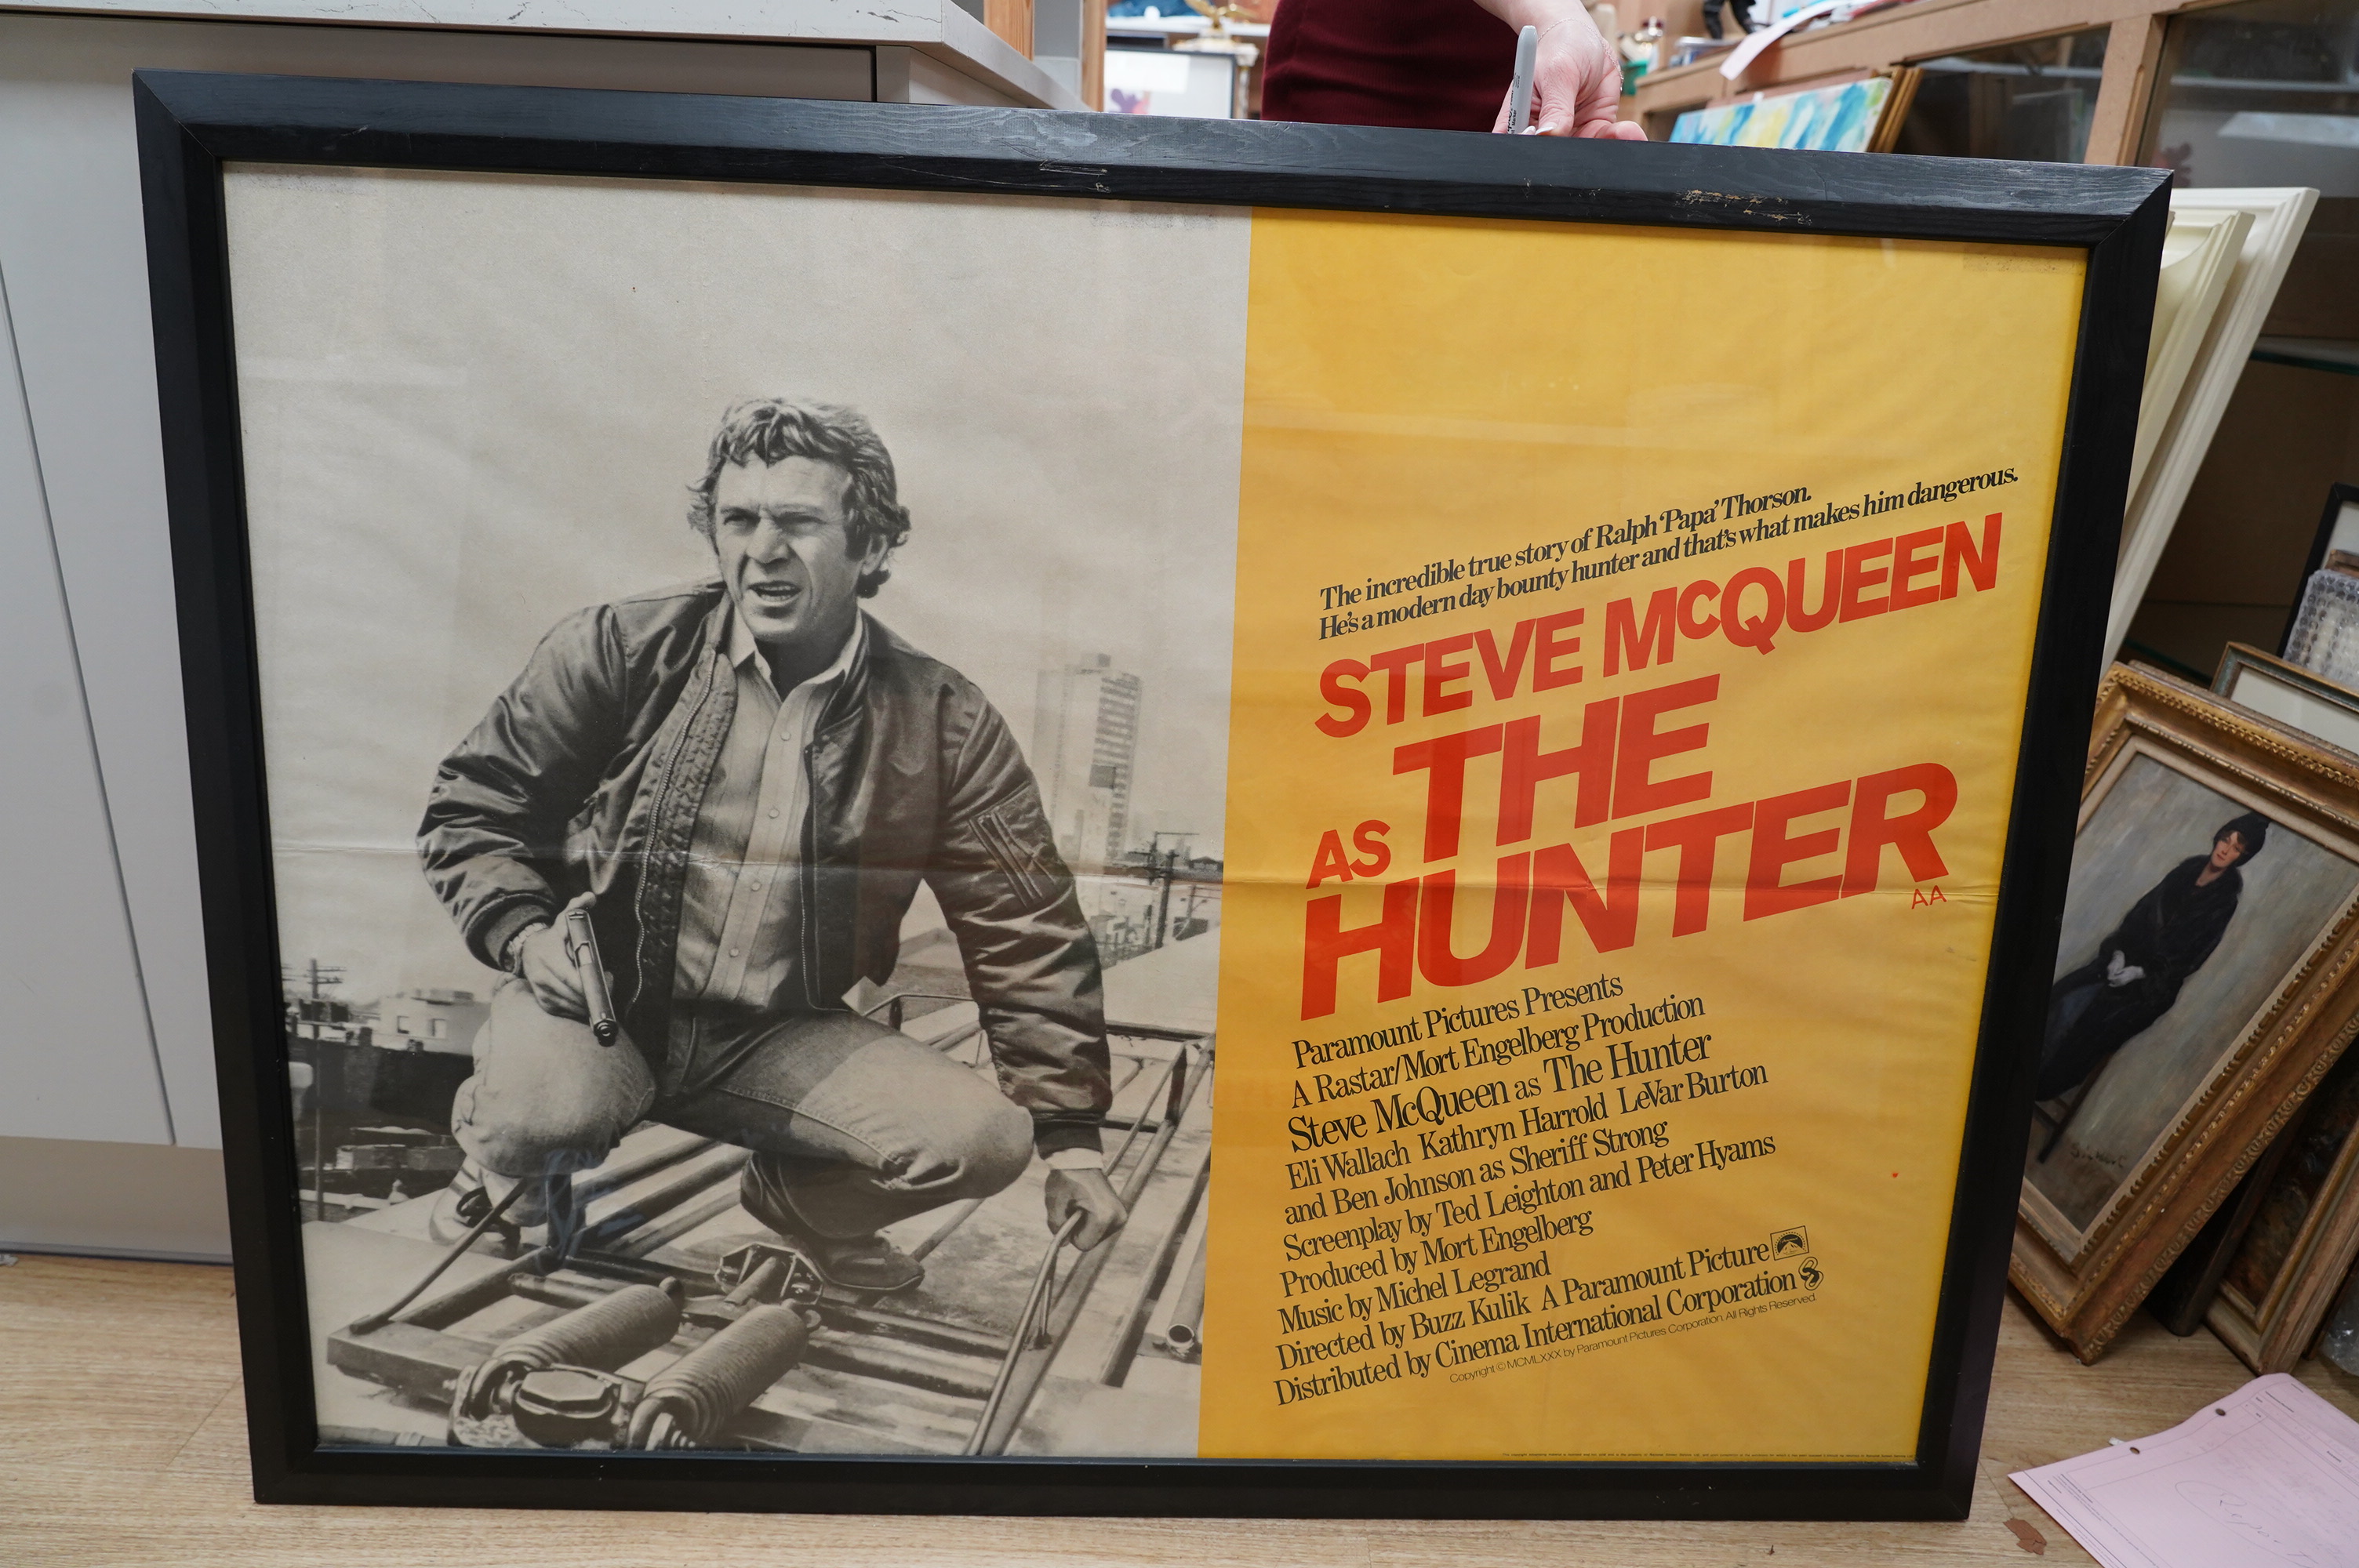 The incredible true story of Ralph ‘Papa’ Thorson.
He's a modern day bounty hunter and that's what makes him dangerous.
STEVE McQUEEN
AS THE
HUNTER
AA
Paramount Pictures Presents
A Rastar/Mort Engelberg Production
Steve McQueen as The Hunter
Eli Wallach Kathryn Harrold LeVar Burton
and Ben Johnson as Sheriff Strong
Screenplay by Ted Leighton and Peter Hyams
Produced by Mort Engelberg
Music by Michel Legrand
Directed by Buzz Kulik A Paramount Picture
Distributed by Cinema International Corporation
Copyright © MCMLXXX by Paramount Pictures Corporation. All Rights Reserved.